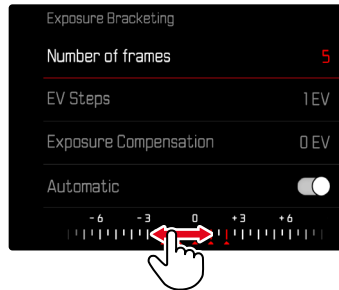 Exposure Bracketing
Number of frames 5
EV Steps 1 EV
Exposure Compensation 0 EV
Automatic
-6 -3 0 +3 +6